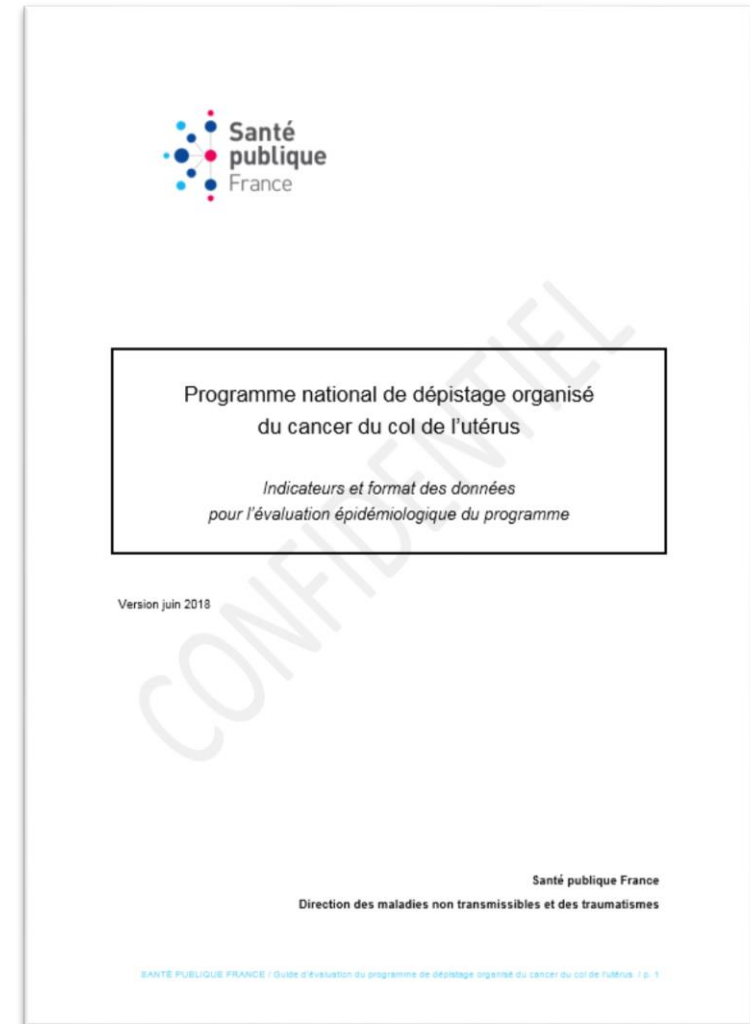 Santé
publique
France
Programme national de dépistage organisé
du cancer du col de l'utérus
Indicateurs et format des données
pour l'évaluation épidémiologique du programme
CONFIDENTIEL
Version juin 2018
Santé publique France
Direction des maladies non transmissibles et des traumatismes
SANTÉ PUBLIQUE FRANCE / Guide d'évaluation du programme de dépistage organisé du cancer du col de l'utérus / p. 1